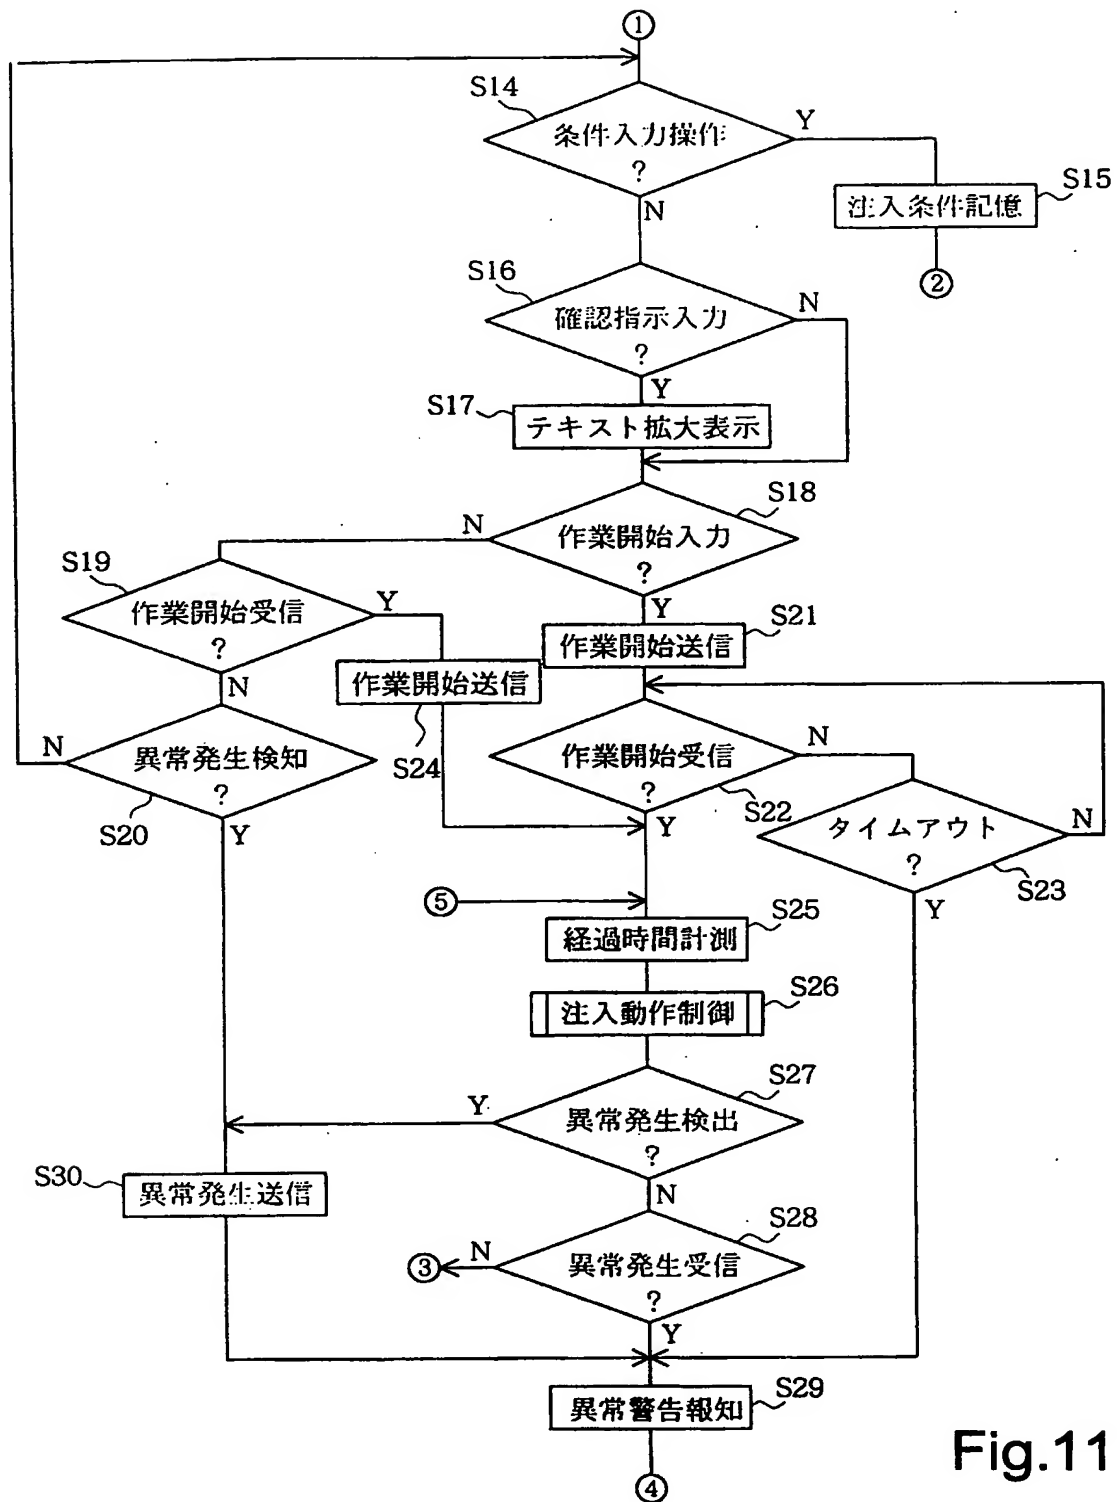 ①
S14
条件入力操作
?
Y
N
S15
注入条件記憶
②
S16
確認指示入力
?
N
Y
S17
テキスト拡大表示
S18
作業開始入力
?
N
Y
S19
作業開始受信
?
Y
N
S21
作業開始送信
作業開始送信
S24
異常発生検知
?
N
S20
Y
作業開始受信
?
N
S22
Y
タイムアウト
?
N
S23
Y
⑤
S25
経過時間計測
S26
注入動作制御
S27
異常発生検出
?
Y
N
S30
異常発生送信
S28
異常発生受信
?
N
③
Y
S29
異常警告報知
④
Fig.11